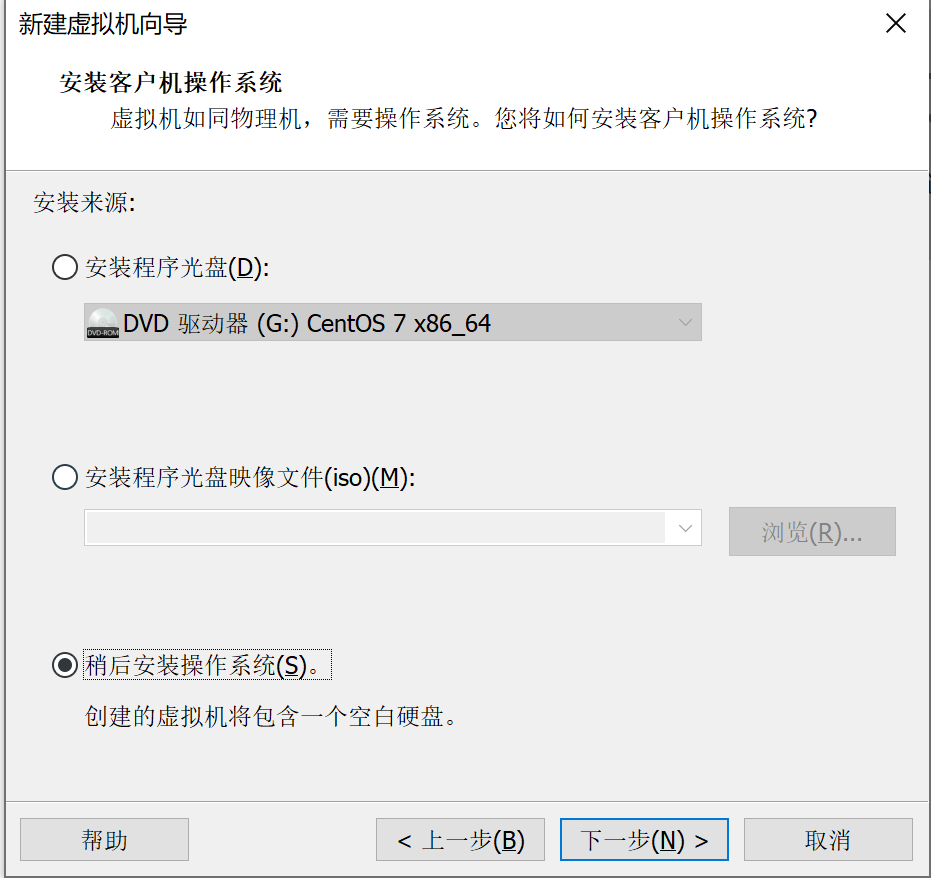 新建虚拟机向导
安装客户机操作系统
虚拟机如同物理机，需要操作系统。您将如何安装客户机操作系统?
安装来源:
安装程序光盘(D):
DVD-ROM
DVD 驱动器 (G:) CentOS 7 x86_64
安装程序光盘映像文件(iso)(M):
浏览(R)...
稍后安装操作系统(S)。
创建的虚拟机将包含一个空白硬盘。
帮助
< 上一步(B)
下一步(N) >
取消